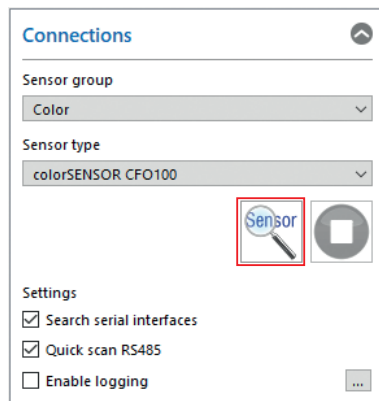 Connections
Sensor group
Color
Sensor type
colorSENSOR CFO100
Sensor
Settings
Search serial interfaces
Quick scan RS485
Enable logging
...